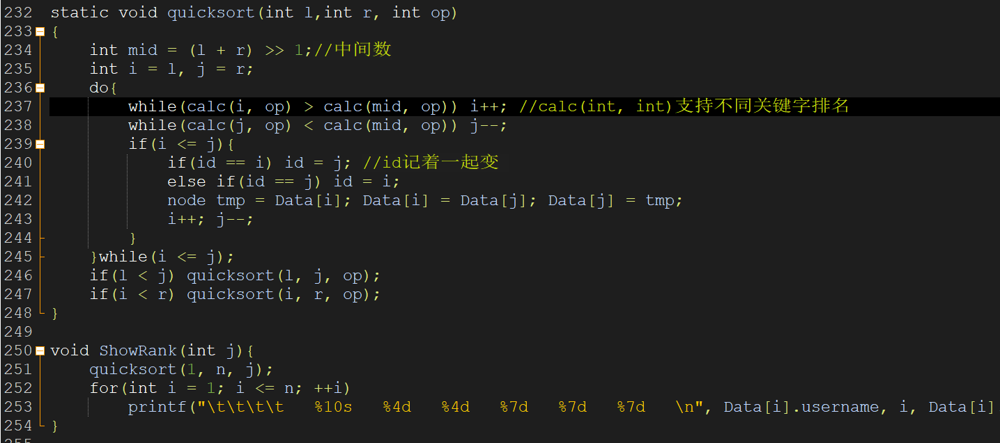 232 static void quicksort(int l,int r, int op)
233 {
234     int mid = (l + r) >> 1;//中间数
235     int i = l, j = r;
236     do{
237         while(calc(i, op) > calc(mid, op)) i++; //calc(int, int)支持不同关键字排名
238         while(calc(j, op) < calc(mid, op)) j--;
239         if(i <= j){
240             if(id == i) id = j; //id记着一起变
241             else if(id == j) id = i;
242             node tmp = Data[i]; Data[i] = Data[j]; Data[j] = tmp;
243             i++; j--;
244         }
245     }while(i <= j);
246     if(l < j) quicksort(l, j, op);
247     if(i < r) quicksort(i, r, op);
248 }
249
250 void ShowRank(int j){
251     quicksort(1, n, j);
252     for(int i = 1; i <= n; ++i)
253         printf("\t\t\t\t   %10s   %4d   %4d   %7d   %7d   %7d   \n", Data[i].username, i, Data[i]
254 }